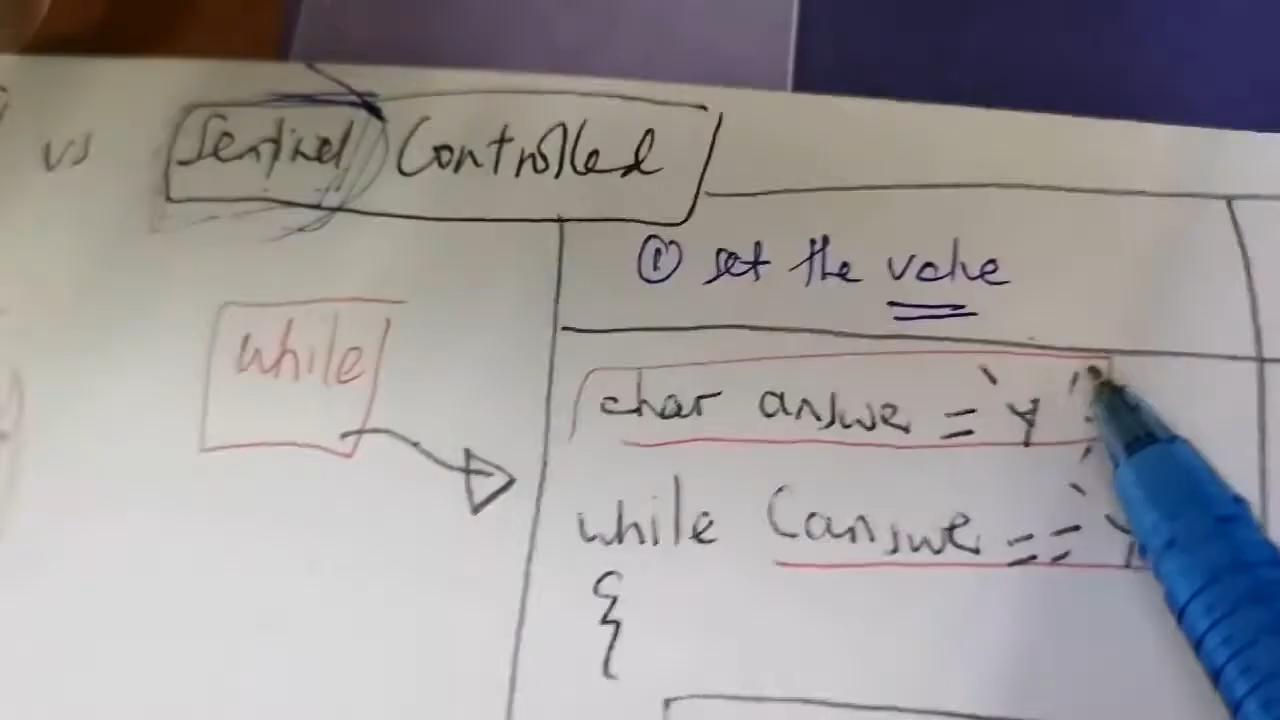 vs Sentinel Controlled
① set the value
while
char answe = 'Y'
while (answe == 'Y
{